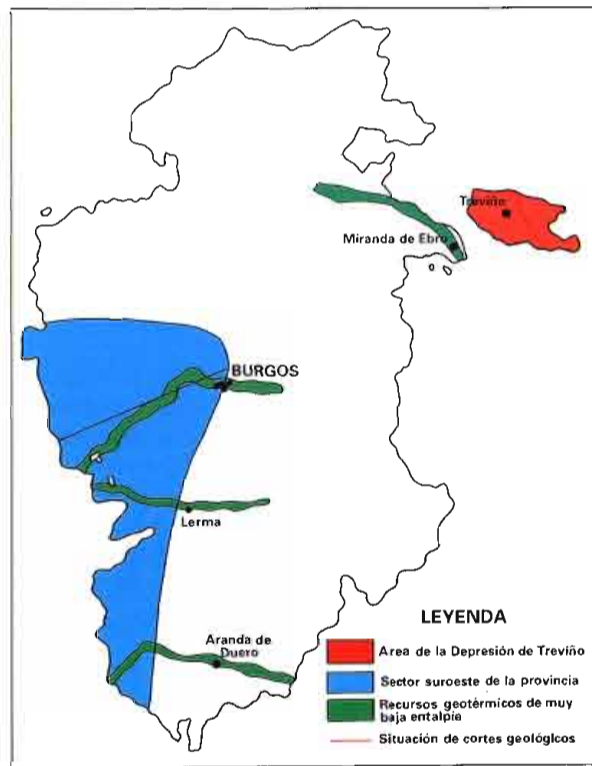 Treviño
Miranda de Ebro
BURGOS
Lerma
Aranda de
Duero
LEYENDA
Area de la Depresión de Treviño
Sector suroeste de la provincia
Recursos geotérmicos de muy
baja entalpie
Situación de cortes geológicos